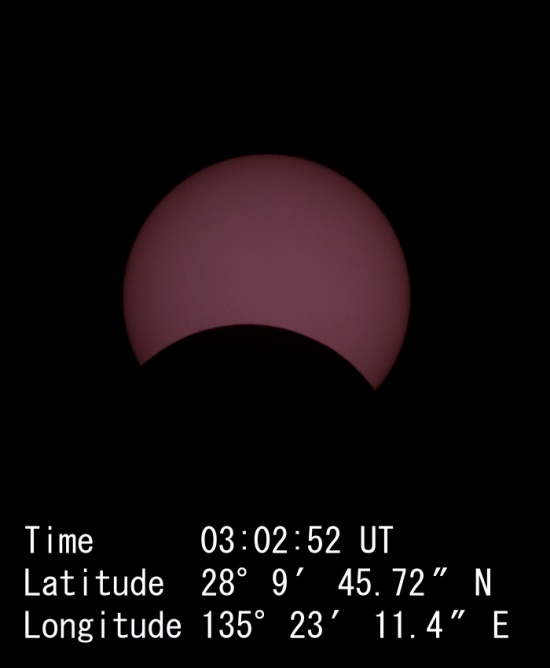 Time 03:02:52 UT
Latitude 28° 9′ 45.72″ N
Longitude 135° 23′ 11.4″ E